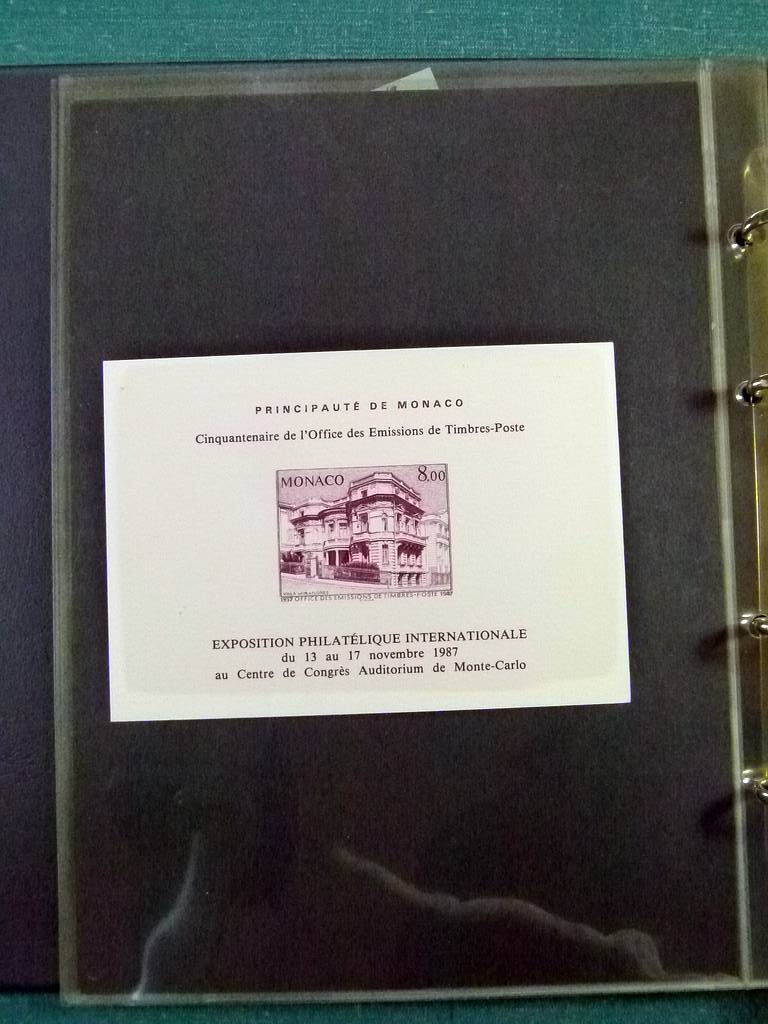 PRINCIPAUTÉ DE MONACO
Cinquantenaire de l'Office des Emissions de Timbres-Poste
MONACO 8,00
1937 OFFICE DES EMISSIONS DE TIMBRES-POSTE 1987
EXPOSITION PHILATÉLIQUE INTERNATIONALE
du 13 au 17 novembre 1987
au Centre de Congrès Auditorium de Monte-Carlo